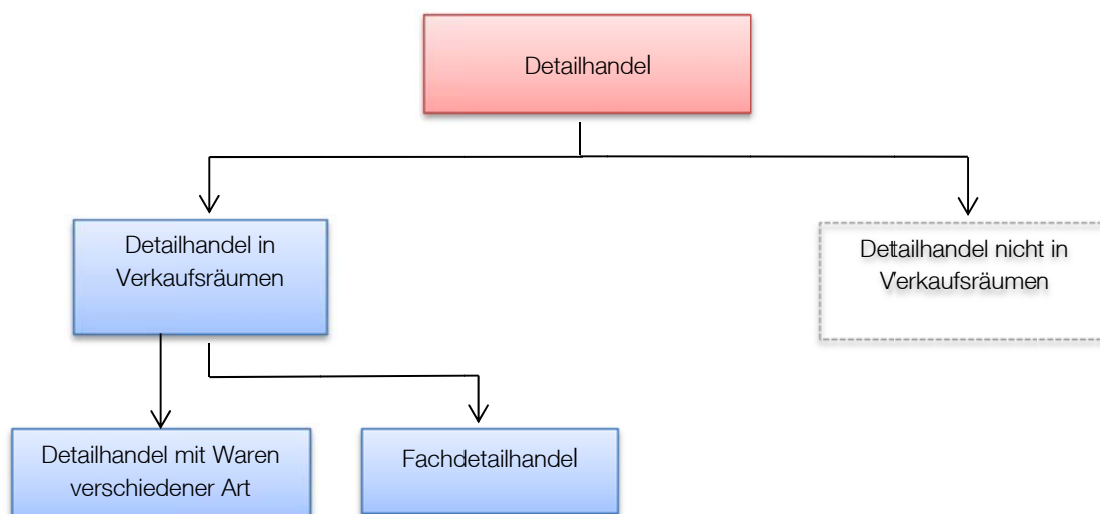 Detailhandel
Detailhandel in
Verkaufsräumen
Detailhandel nicht in
Verkaufsräumen
Detailhandel mit Waren
verschiedener Art
Fachdetailhandel